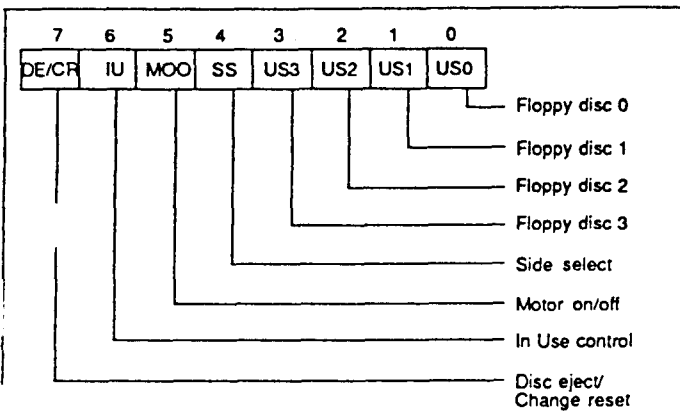 7 6 5 4 3 2 1 0
DE/CR IU MOO SS US3 US2 US1 US0
Floppy disc 0
Floppy disc 1
Floppy disc 2
Floppy disc 3
Side select
Motor on/off
In Use control
Disc eject/
Change reset